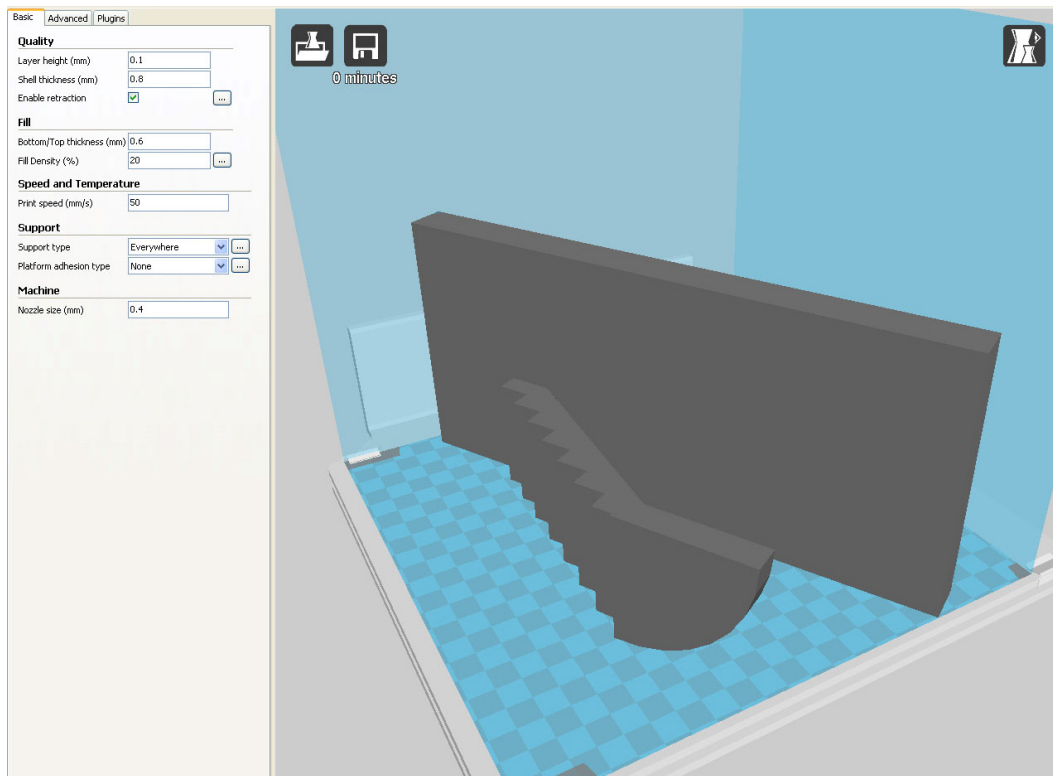 Basic Advanced Plugins
Quality
Layer height (mm) 0.1
Shell thickness (mm) 0.8
Enable retraction ...
Fill
Bottom/Top thickness (mm) 0.6
Fill Density (%) 20 ...
Speed and Temperature
Print speed (mm/s) 50
Support
Support type Everywhere ...
Platform adhesion type None ...
Machine
Nozzle size (mm) 0.4
0 minutes